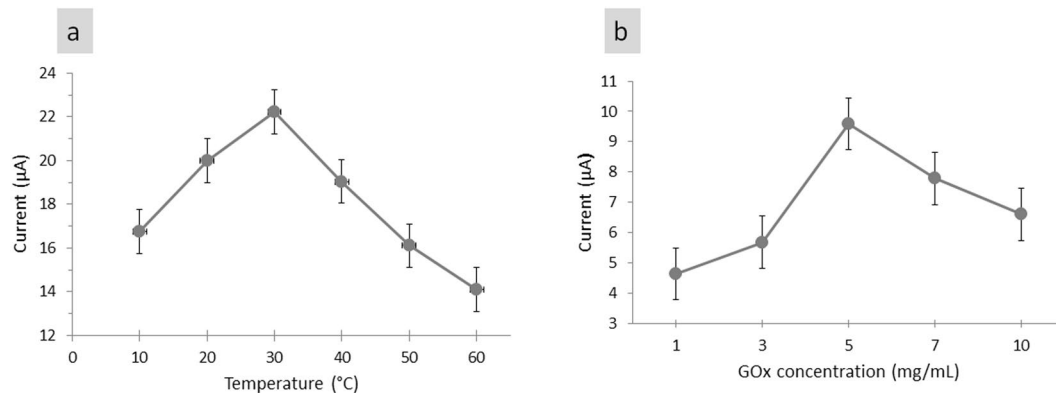 a
24
22
20
18
16
14
12
Current (µA)
0 10 20 30 40 50 60
Temperature (°C)
b
11
10
9
8
7
6
5
4
3
Current (µA)
1 3 5 7 10
GOx concentration (mg/mL)